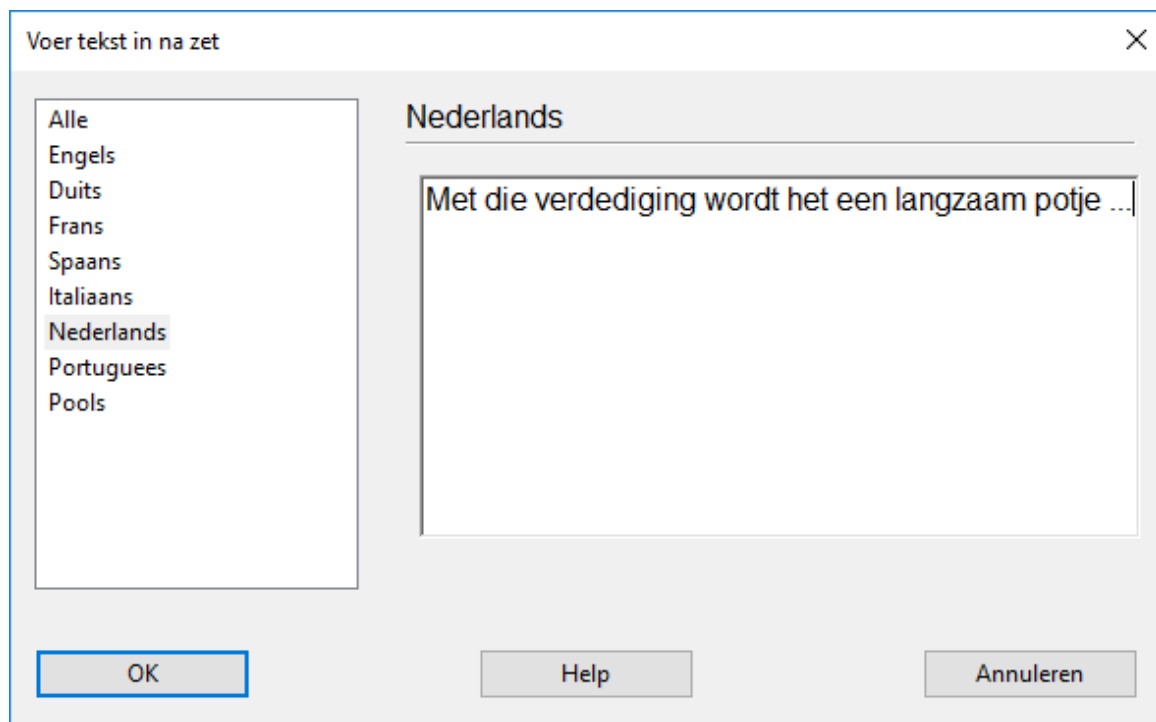 Voer tekst in na zet
Alle
Engels
Duits
Frans
Spaans
Italiaans
Nederlands
Portuguees
Pools
Nederlands
Met die verdediging wordt het een langzaam potje ...
OK
Help
Annuleren